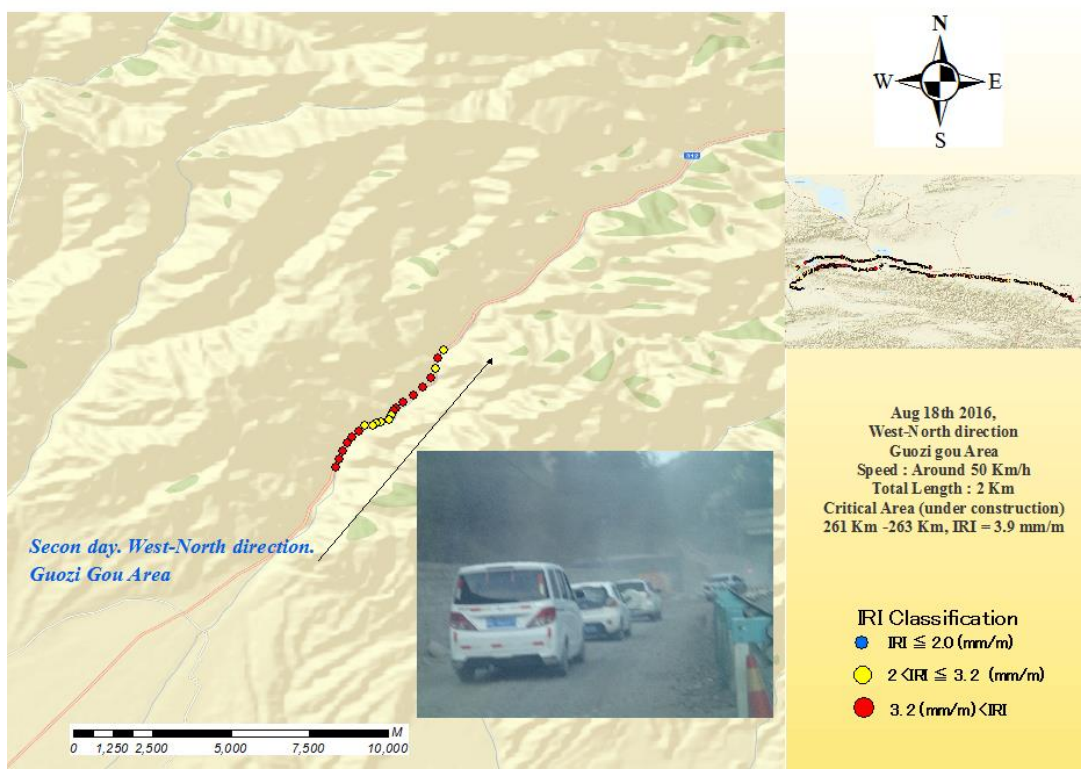 N
W
E
S
312
Aug 18th 2016,
West-North direction
Guozi gou Area
Speed : Around 50 Km/h
Total Length : 2 Km
Critical Area (under construction)
261 Km -263 Km, IRI = 3.9 mm/m
Secon day. West-North direction.
Guozi Gou Area
IRI Classification
IRI ≦ 2.0 (mm/m)
2 <IRI ≦ 3.2 (mm/m)
3.2 (mm/m) <IRI
M
0 1,250 2,500 5,000 7,500 10,000